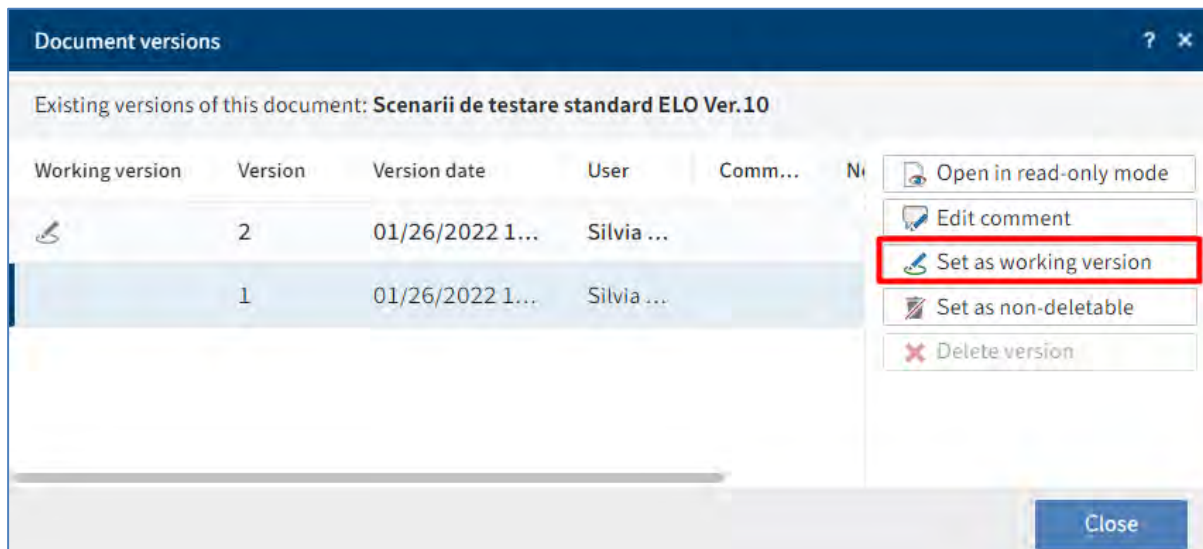 Document versions ? ×
Existing versions of this document: Scenarii de testare standard ELO Ver.10
Working version Version Version date User Comm...
2 01/26/2022 1... Silvia ...
1 01/26/2022 1... Silvia ...
Open in read-only mode
Edit comment
Set as working version
Set as non-deletable
Delete version
Close